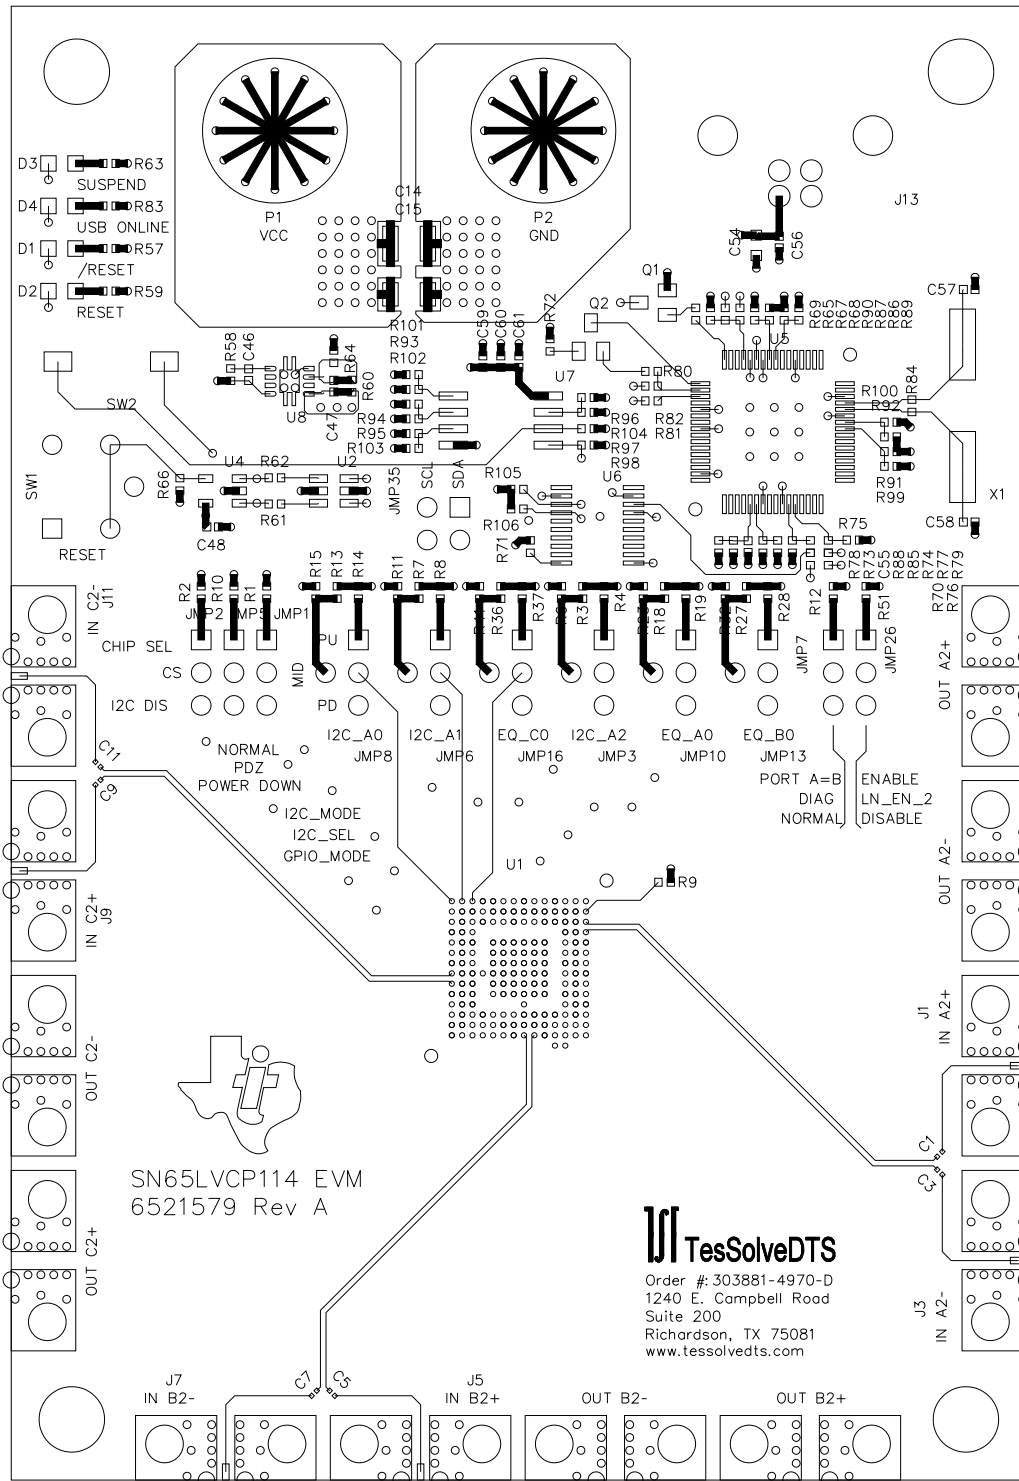 D3
R63
SUSPEND
D4
R83
USB ONLINE
D1
R57
/RESET
D2
R59
RESET
P1
VCC
C14
C15
P2
GND
J13
C54
C56
Q1
Q2
R72
C57
R69
R65
R67
R68
R90
R87
R86
R89
U5
R101
R93
R102
C59
C60
C61
R58
C46
R64
R60
U8
C47
U7
R80
R94
R95
R103
R96
R104
R97
R98
R82
R81
R100
R92
R84
R91
R99
X1
C58
SW2
SW1
RESET
R66
U4
R62
U2
R61
C48
JMP35
SCL
SDA
R105
R106
R71
U6
R75
R78
R73
C55
R88
R85
R74
R70
R77
R76
R79
IN C2-
J11
R2
R10
R1
JMP2
JMP5
JMP1
R15
R13
R14
R11
R7
R8
R41
R36
R37
R3
R4
R23
R18
R19
R27
R28
R12
R51
JMP7
JMP26
CHIP SEL
CS
I2C DIS
PU
MID
PD
OUT A2+
NORMAL
PDZ
POWER DOWN
I2C_A0
JMP8
I2C_A1
JMP6
EQ_C0
JMP16
I2C_A2
JMP3
EQ_A0
JMP10
EQ_B0
JMP13
PORT A=B
DIAG
NORMAL
ENABLE
LN_EN_2
DISABLE
I2C_MODE
I2C_SEL
GPIO_MODE
C11
C9
U1
R9
OUT A2-
IN C2+
J9
J1
IN A2+
OUT C2-
C1
C3
SN65LVCP114 EVM
6521579 Rev A
OUT C2+
TesSolveDTS
Order #: 303881-4970-D
1240 E. Campbell Road
Suite 200
Richardson, TX 75081
www.tessolvedts.com
J3
IN A2-
C7
C5
J7
IN B2-
J5
IN B2+
OUT B2-
OUT B2+